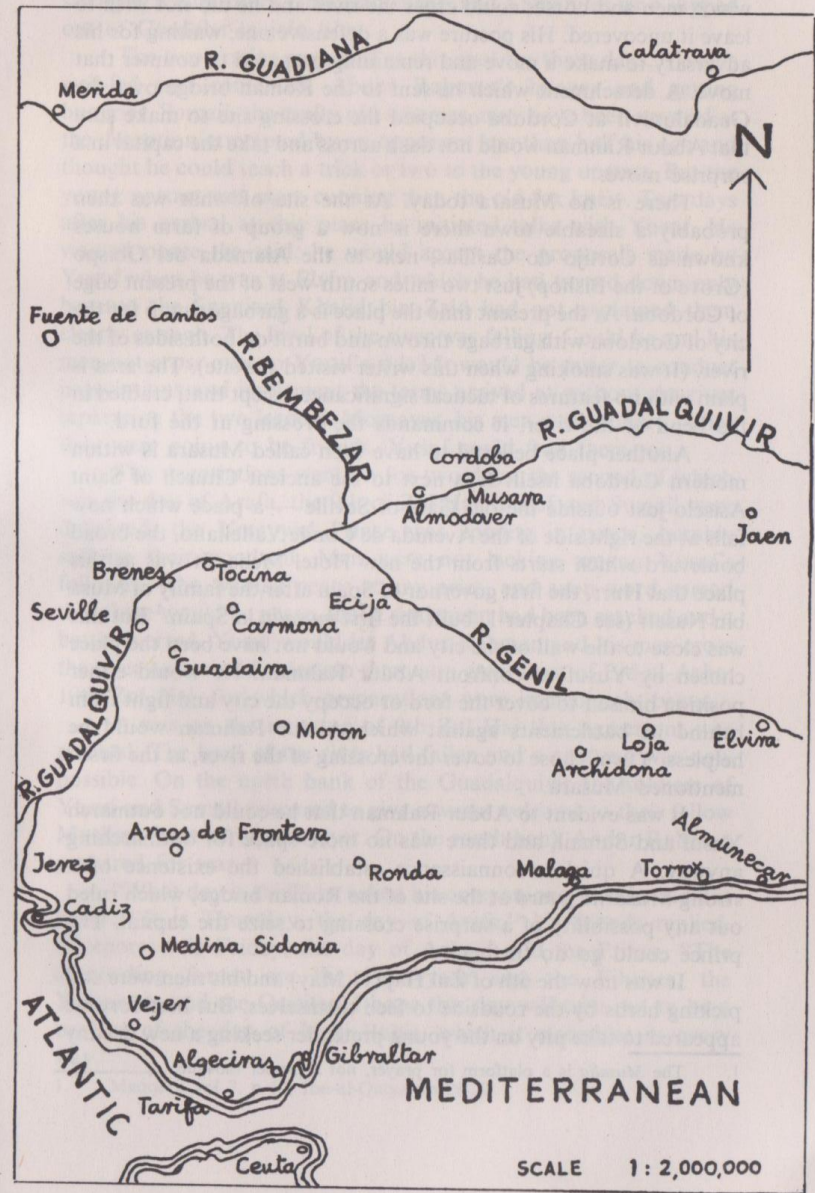 R. GUADIANA
Calatrava
Merida
N
Fuente de Cantos
R. BEMBEZAR
R. GUADALQUIVIR
Cordoba
Musara
Almodover
Jaen
Brenes
Tocina
Ecija
Seville
Carmona
R. GENIL
Guadaira
R. GUADALQUIVIR
Moron
Loja
Elvira
Archidona
Arcos de Frontera
Almunecar
Jerez
Ronda
Malaga
Torrox
Cadiz
Medina Sidonia
Vejer
ATLANTIC
Algeciras
Gibraltar
Tarifa
MEDITERRANEAN
Ceuta
SCALE 1 : 2,000,000